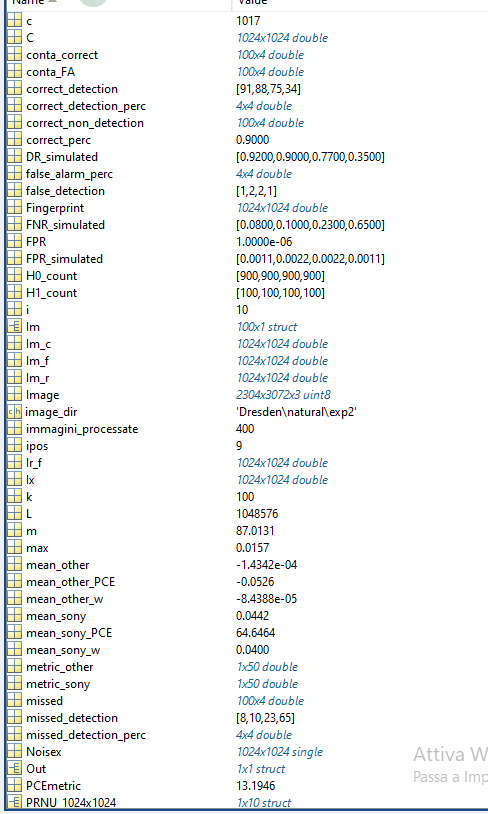 Name Value
c 1017
C 1024x1024 double
conta_correct 100x4 double
conta_FA 100x4 double
correct_detection [91,88,75,34]
correct_detection_perc 4x4 double
correct_non_detection 100x4 double
correct_perc 0.9000
DR_simulated [0.9200,0.9000,0.7700,0.3500]
false_alarm_perc 4x4 double
false_detection [1,2,2,1]
Fingerprint 1024x1024 double
FNR_simulated [0.0800,0.1000,0.2300,0.6500]
FPR 1.0000e-06
FPR_simulated [0.0011,0.0022,0.0022,0.0011]
H0_count [900,900,900,900]
H1_count [100,100,100,100]
i 10
Im 100x1 struct
Im_c 1024x1024 double
Im_f 1024x1024 double
Im_r 1024x1024 double
Image 2304x3072x3 uint8
ch image_dir 'Dresden\natural\exp2'
immagini_processate 400
ipos 9
Ir_f 1024x1024 double
Ix 1024x1024 double
k 100
L 1048576
m 87.0131
max 0.0157
mean_other -1.4342e-04
mean_other_PCE -0.0526
mean_other_w -8.4388e-05
mean_sony 0.0442
mean_sony_PCE 64.6464
mean_sony_w 0.0400
metric_other 1x50 double
metric_sony 1x50 double
missed 100x4 double
missed_detection [8,10,23,65]
missed_detection_perc 4x4 double
Noisex 1024x1024 single
Attiva W
Out 1x1 struct
Passa a Imp
PCEmetric 13.1946
PRNU_1024x1024 1x10 struct